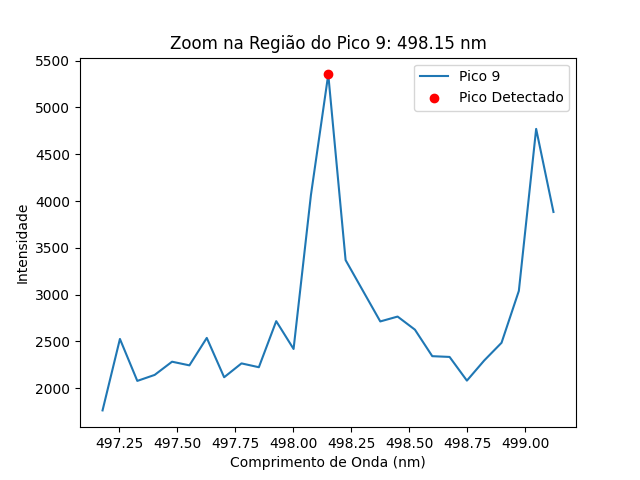 Zoom na Região do Pico 9: 498.15 nm
5500
5000
4500
4000
3500
3000
2500
2000
Intensidade
Pico 9
Pico Detectado
497.25 497.50 497.75 498.00 498.25 498.50 498.75 499.00
Comprimento de Onda (nm)